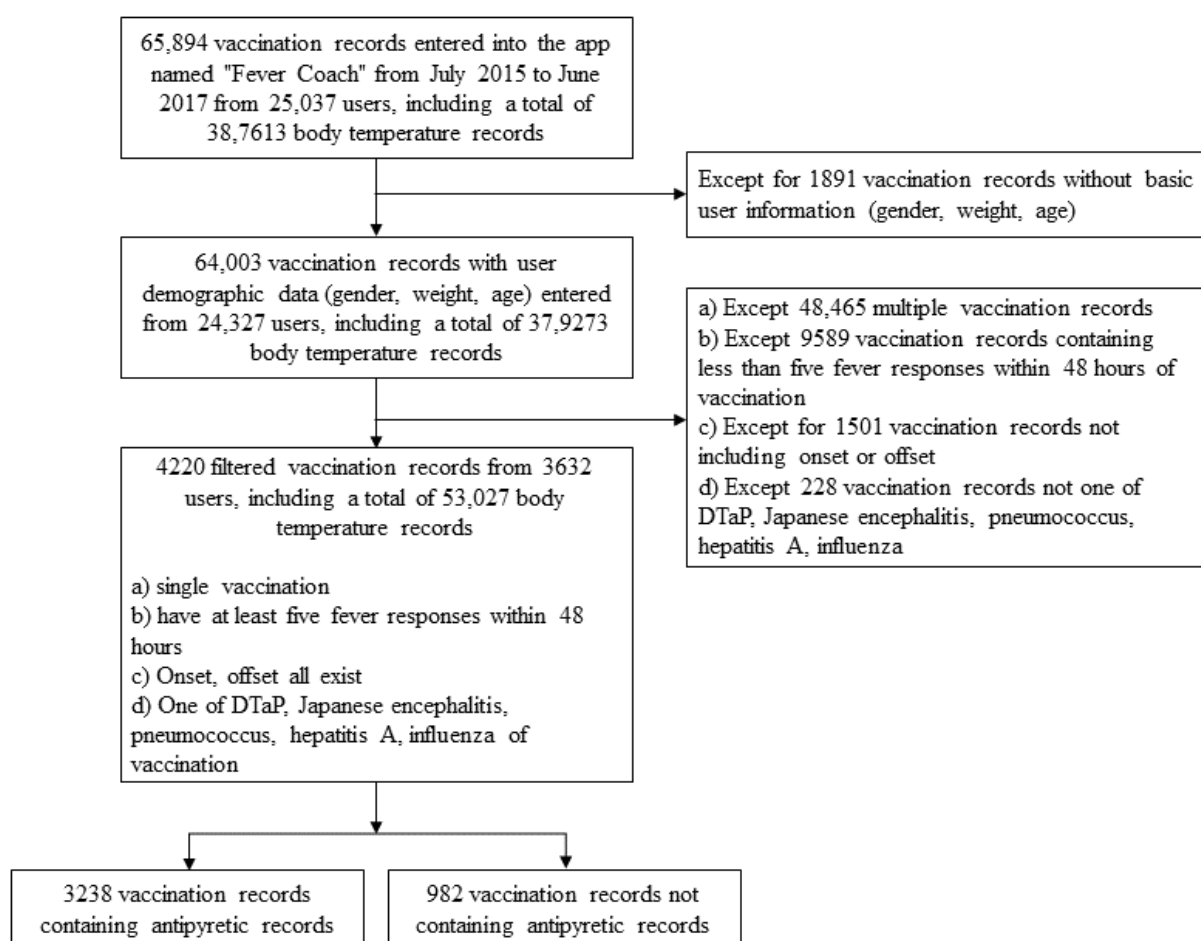 65,894 vaccination records entered into the app
named "Fever Coach" from July 2015 to June
2017 from 25,037 users, including a total of
38,7613 body temperature records
Except for 1891 vaccination records without basic
user information (gender, weight, age)
64,003 vaccination records with user
demographic data (gender, weight, age) entered
from 24,327 users, including a total of 37,9273
body temperature records
a) Except 48,465 multiple vaccination records
b) Except 9589 vaccination records containing
less than five fever responses within 48 hours of
vaccination
c) Except for 1501 vaccination records not
including onset or offset
d) Except 228 vaccination records not one of
DTaP, Japanese encephalitis, pneumococcus,
hepatitis A, influenza
4220 filtered vaccination records from 3632
users, including a total of 53,027 body
temperature records
a) single vaccination
b) have at least five fever responses within 48
hours
c) Onset, offset all exist
d) One of DTaP, Japanese encephalitis,
pneumococcus, hepatitis A, influenza of
vaccination
3238 vaccination records
containing antipyretic records
982 vaccination records not
containing antipyretic records